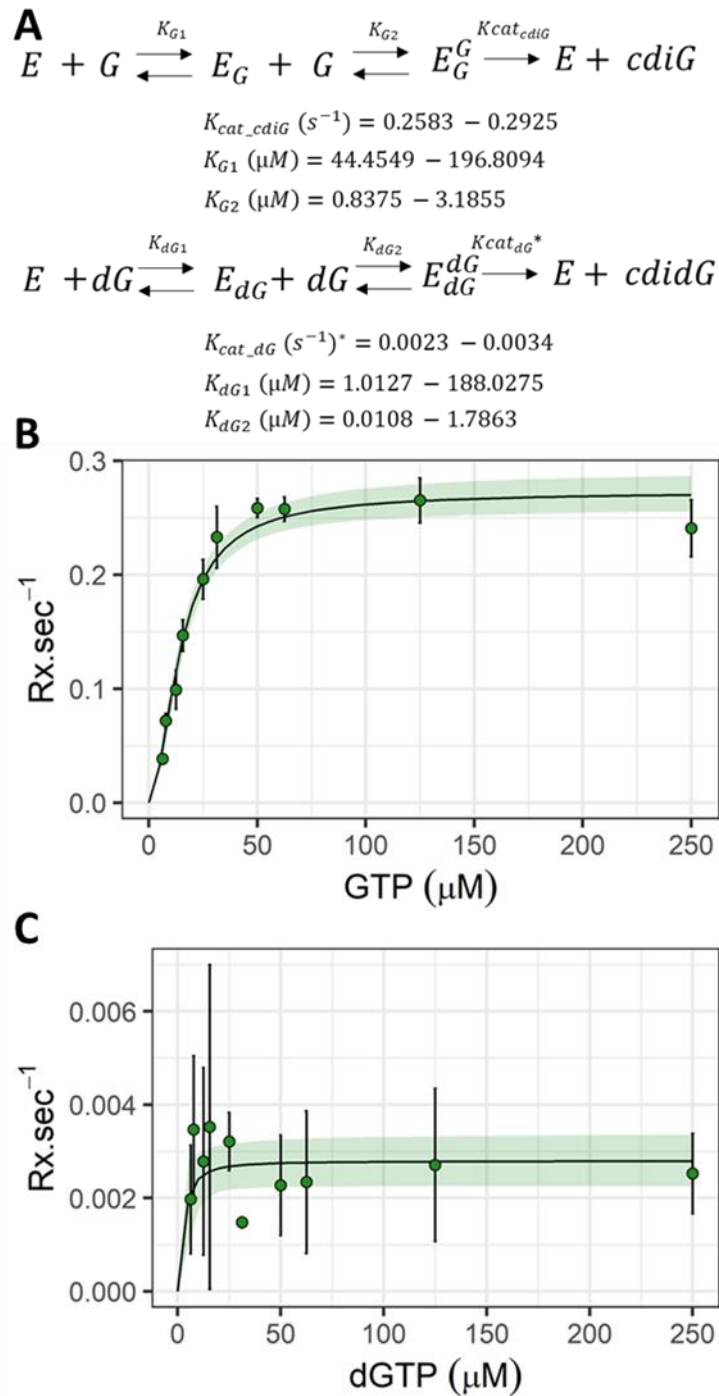 A
K_G1 K_G2 Kcat_cdiG
E + G ⇌ E_G + G ⇌ E_G^G → E + cdiG
K_cat_cdiG (s⁻¹) = 0.2583 − 0.2925
K_G1 (μM) = 44.4549 − 196.8094
K_G2 (μM) = 0.8375 − 3.1855
K_dG1 K_dG2 Kcat_dG*
E + dG ⇌ E_dG + dG ⇌ E_dG^dG → E + cdidG
K_cat_dG (s⁻¹)* = 0.0023 − 0.0034
K_dG1 (μM) = 1.0127 − 188.0275
K_dG2 (μM) = 0.0108 − 1.7863
B
Rx.sec⁻¹
0.3
0.2
0.1
0.0
0 50 100 150 200 250
GTP (μM)
C
Rx.sec⁻¹
0.006
0.004
0.002
0.000
0 50 100 150 200 250
dGTP (μM)